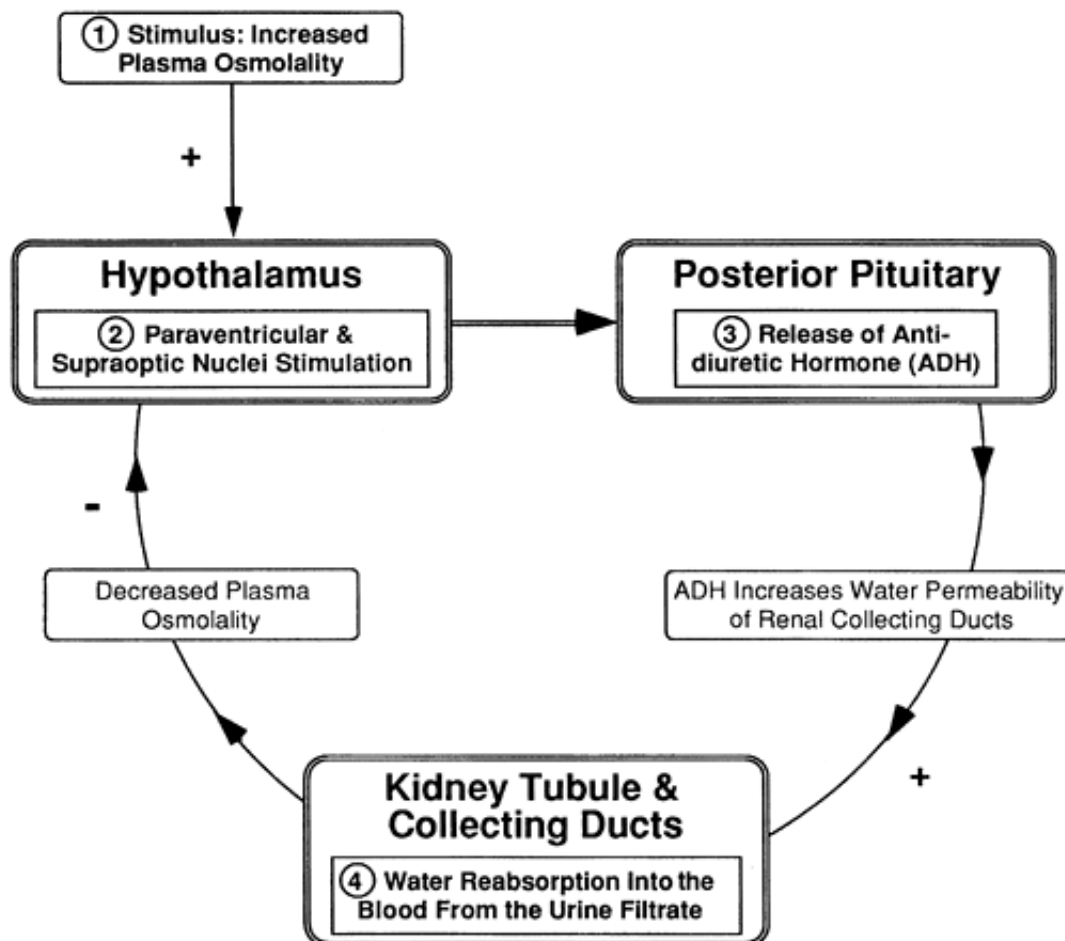 ① Stimulus: Increased
Plasma Osmolality
+
Hypothalamus
② Paraventricular &
Supraoptic Nuclei Stimulation
Posterior Pituitary
③ Release of Anti-
diuretic Hormone (ADH)
-
Decreased Plasma
Osmolality
ADH Increases Water Permeability
of Renal Collecting Ducts
+
Kidney Tubule &
Collecting Ducts
④ Water Reabsorption Into the
Blood From the Urine Filtrate